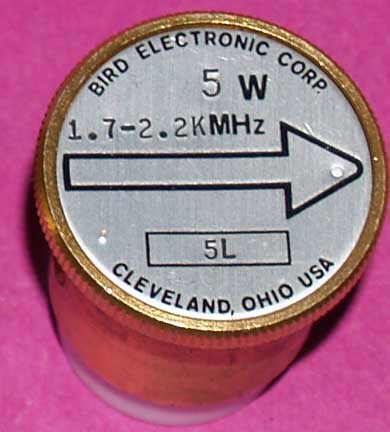 BIRD ELECTRONIC CORP.
5 W
1.7-2.2KMHz
5L
CLEVELAND, OHIO USA